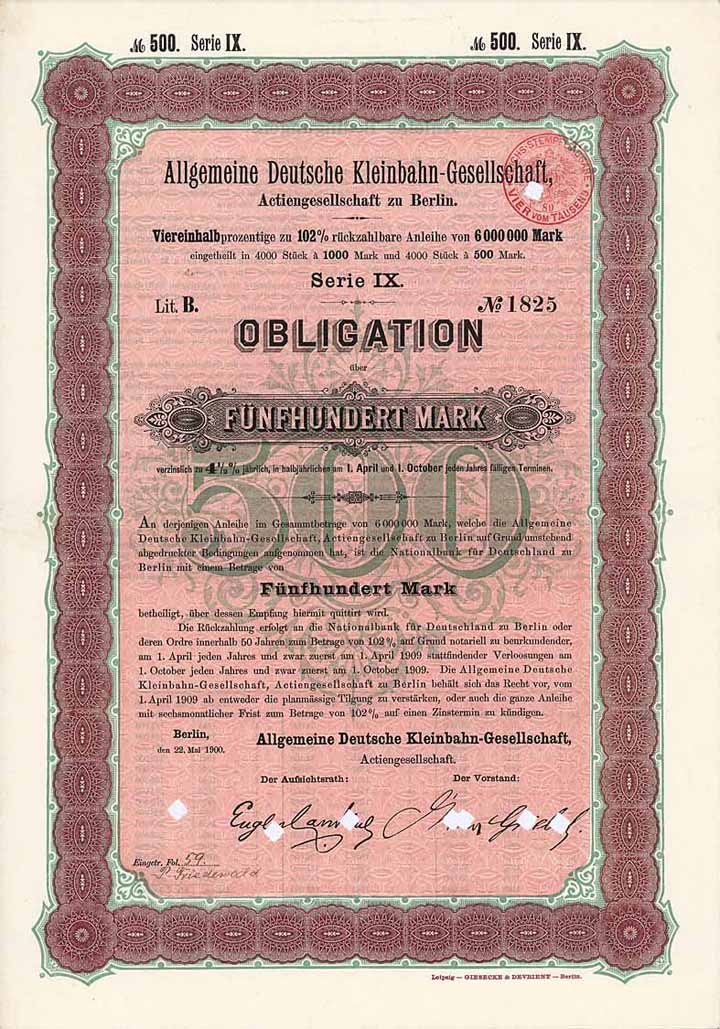 ℳ 500. Serie IX. ℳ 500. Serie IX.
Allgemeine Deutsche Kleinbahn-Gesellschaft,
Actiengesellschaft zu Berlin.
Viereinhalbprozentige zu 102% rückzahlbare Anleihe von 6 000 000 Mark
eingetheilt in 4000 Stück à 1000 Mark und 4000 Stück à 500 Mark.
Serie IX.
Lit. B. № 1825
OBLIGATION
über
FÜNFHUNDERT MARK
500
verzinslich zu 4½% jährlich, in halbjährlichen am 1. April und 1. October jeden Jahres fälligen Terminen.
An derjenigen Anleihe im Gesammtbetrage von 6 000 000 Mark, welche die Allgemeine
Deutsche Kleinbahn-Gesellschaft, Actiengesellschaft zu Berlin auf Grund umstehend
abgedruckter Bedingungen aufgenommen hat, ist die Nationalbank für Deutschland zu
Berlin mit einem Betrage von
Fünfhundert Mark
betheiligt, über dessen Empfang hiermit quittirt wird.
Die Rückzahlung erfolgt an die Nationalbank für Deutschland zu Berlin oder
deren Ordre innerhalb 50 Jahren zum Betrage von 102% auf Grund notariell zu beurkundender,
am 1. April jeden Jahres und zwar zuerst am 1. April 1909 stattfindender Verloosungen am
1. October jeden Jahres und zwar zuerst am 1. October 1909. Die Allgemeine Deutsche
Kleinbahn-Gesellschaft, Actiengesellschaft zu Berlin behält sich das Recht vor, vom
1. April 1909 ab entweder die planmässige Tilgung zu verstärken, oder auch die ganze Anleihe
mit sechsmonatlicher Frist zum Betrage von 102% auf einen Zinstermin zu kündigen.
Berlin,
den 22. Mai 1900.
Allgemeine Deutsche Kleinbahn-Gesellschaft,
Actiengesellschaft.
Der Aufsichtsrath: Der Vorstand:
Eingetr. Fol. 59.
P. Friedewald
VIER VOM TAUSEND
Leipzig — GIESECKE & DEVRIENT — Berlin.